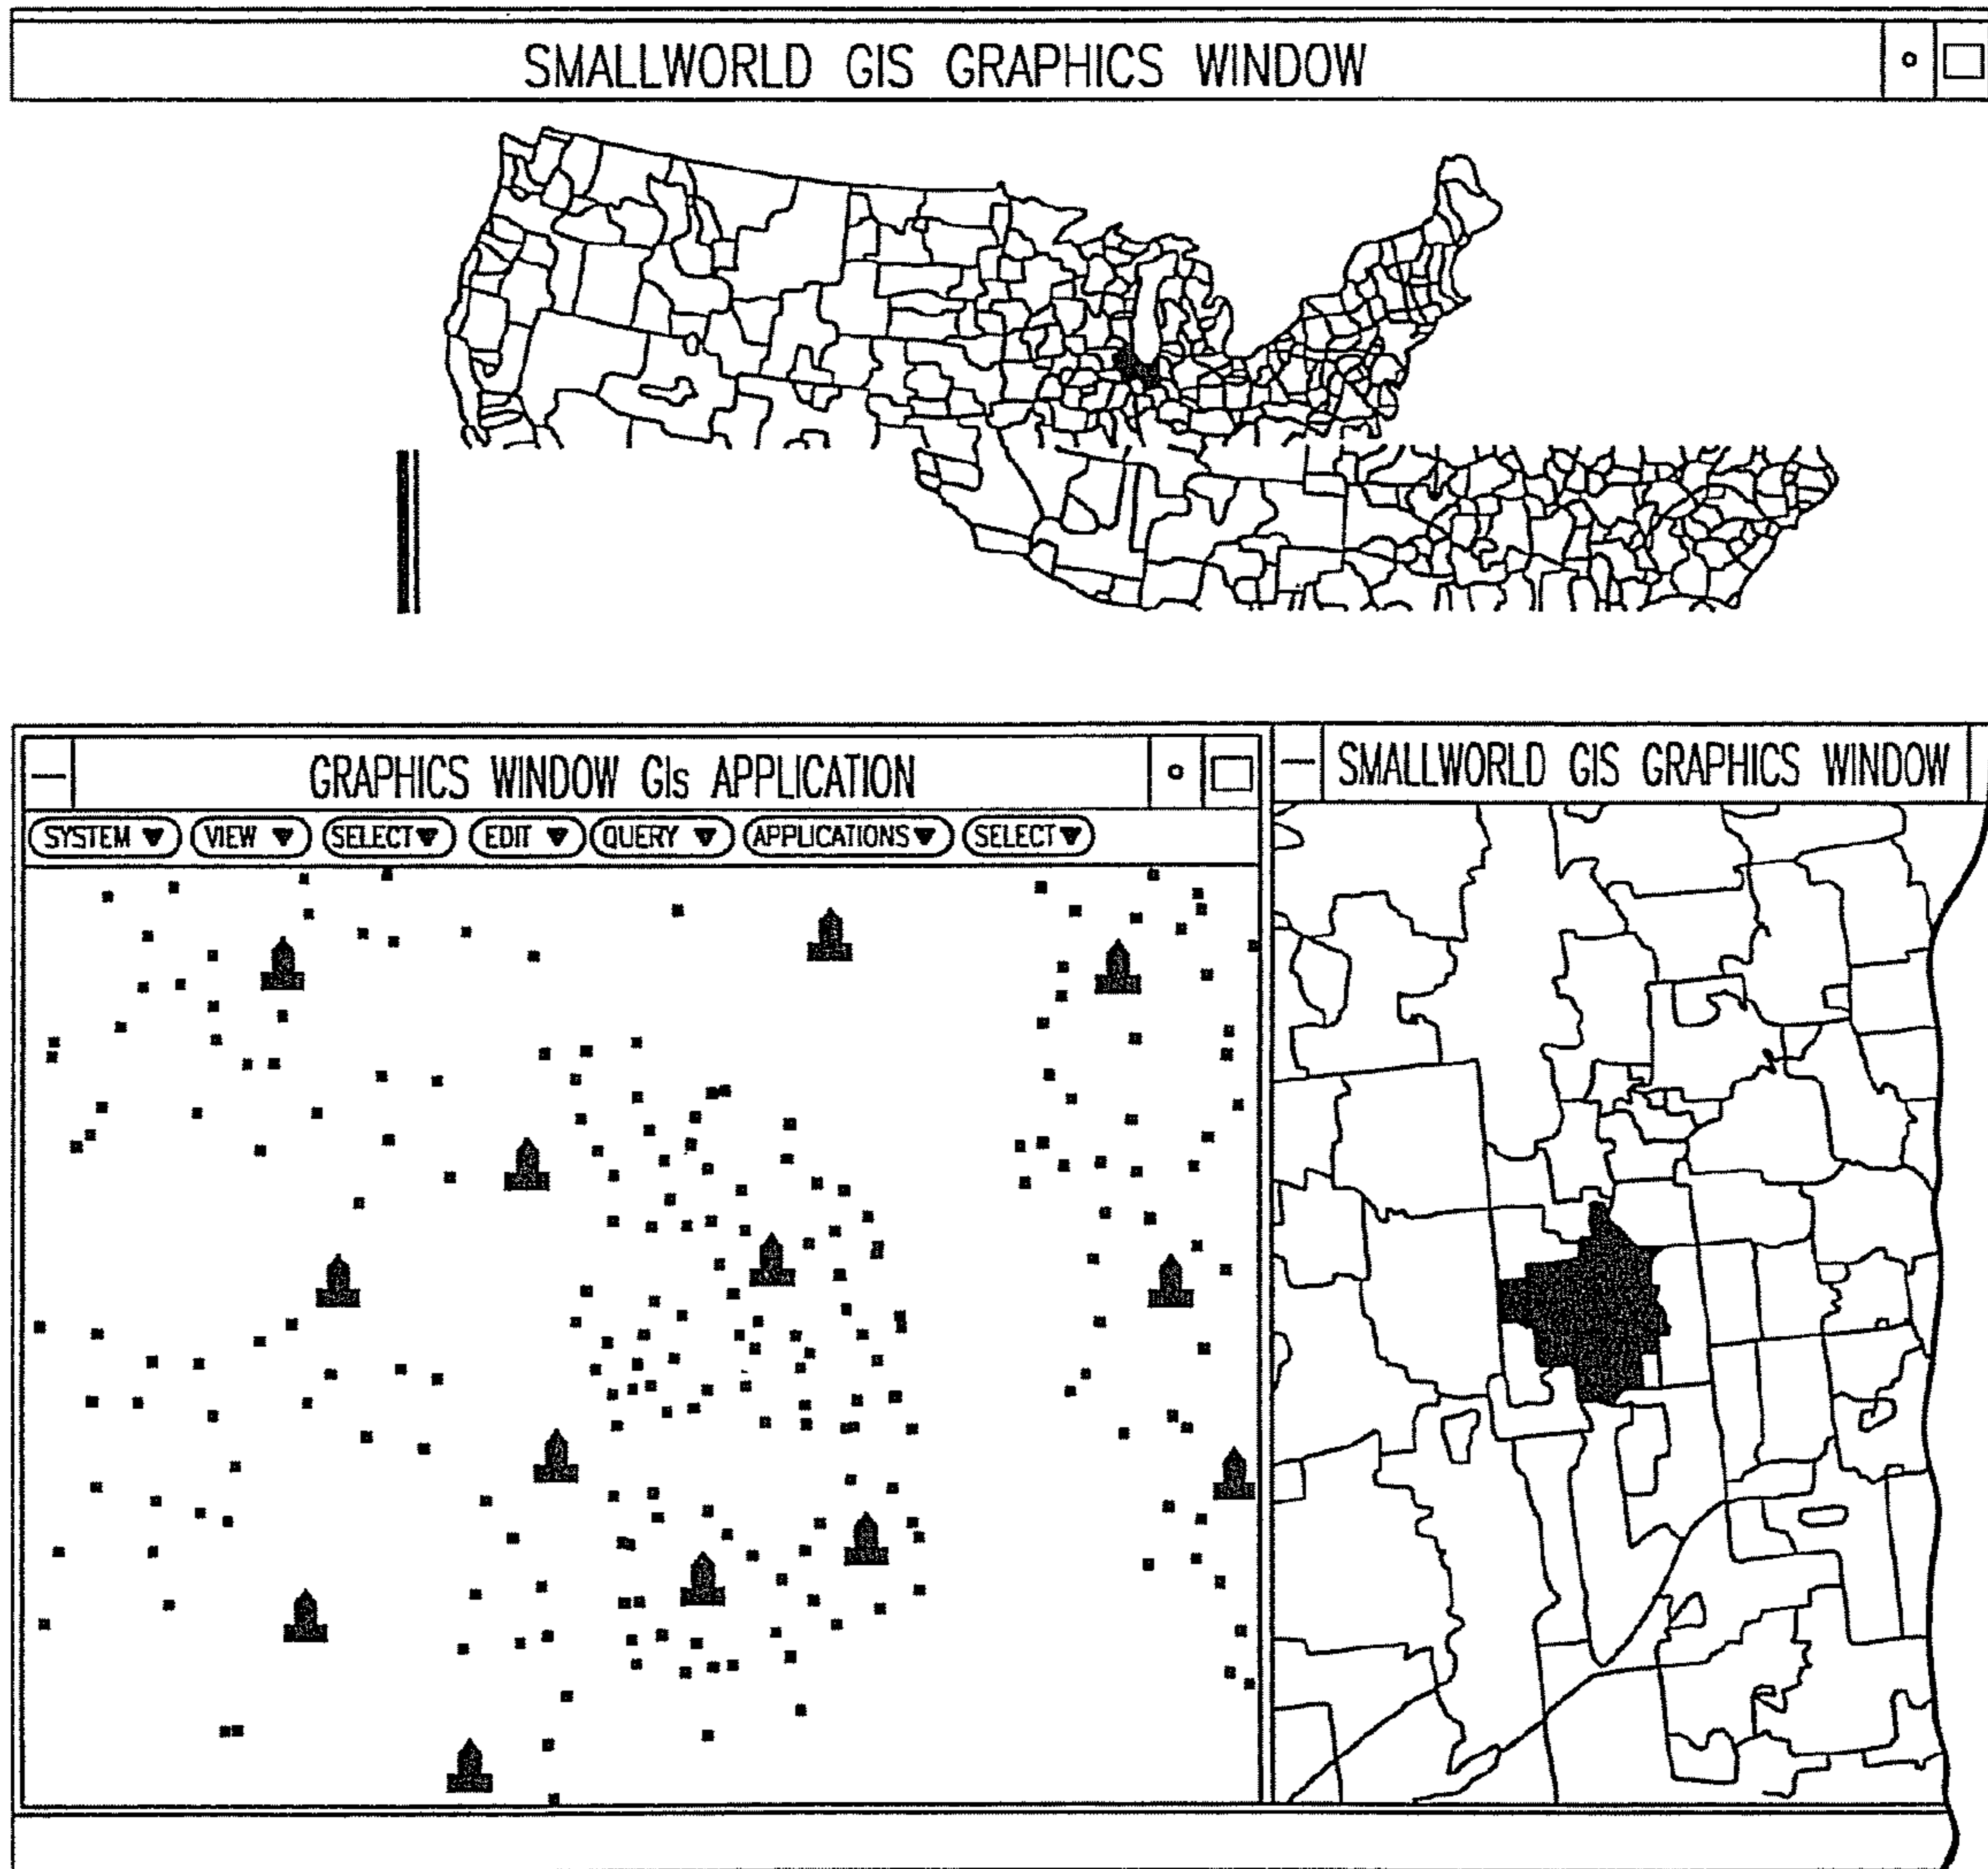 SMALLWORLD GIS GRAPHICS WINDOW
GRAPHICS WINDOW GIs APPLICATION
SYSTEM VIEW SELECT EDIT QUERY APPLICATIONS SELECT
SMALLWORLD GIS GRAPHICS WINDOW